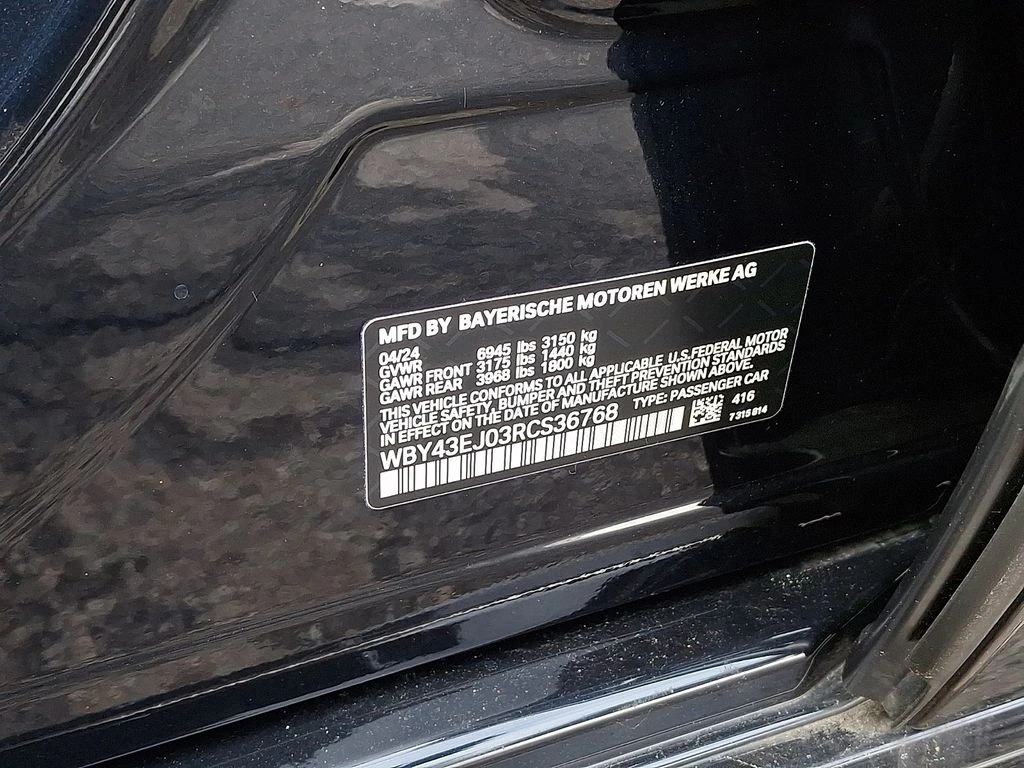 MFD BY BAYERISCHE MOTOREN WERKE AG
04/24
GVWR 6945 lbs 3150 kg
GAWR FRONT 3175 lbs 1440 kg
GAWR REAR 3968 lbs 1800 kg
THIS VEHICLE CONFORMS TO ALL APPLICABLE U.S.FEDERAL MOTOR
VEHICLE SAFETY, BUMPER AND THEFT PREVENTION STANDARDS
IN EFFECT ON THE DATE OF MANUFACTURE SHOWN ABOVE.
WBY43EJ03RCS36768 TYPE: PASSENGER CAR
416
7315814